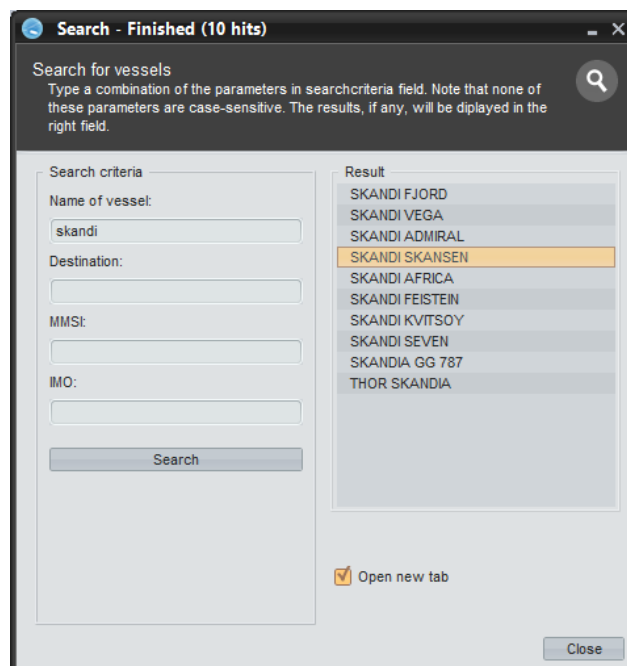 Search - Finished (10 hits)
Search for vessels
Type a combination of the parameters in searchcriteria field. Note that none of
these parameters are case-sensitive. The results, if any, will be diplayed in the
right field.
Search criteria
Name of vessel:
skandi
Destination:
MMSI:
IMO:
Search
Result
SKANDI FJORD
SKANDI VEGA
SKANDI ADMIRAL
SKANDI SKANSEN
SKANDI AFRICA
SKANDI FEISTEIN
SKANDI KVITSOY
SKANDI SEVEN
SKANDIA GG 787
THOR SKANDIA
Open new tab
Close